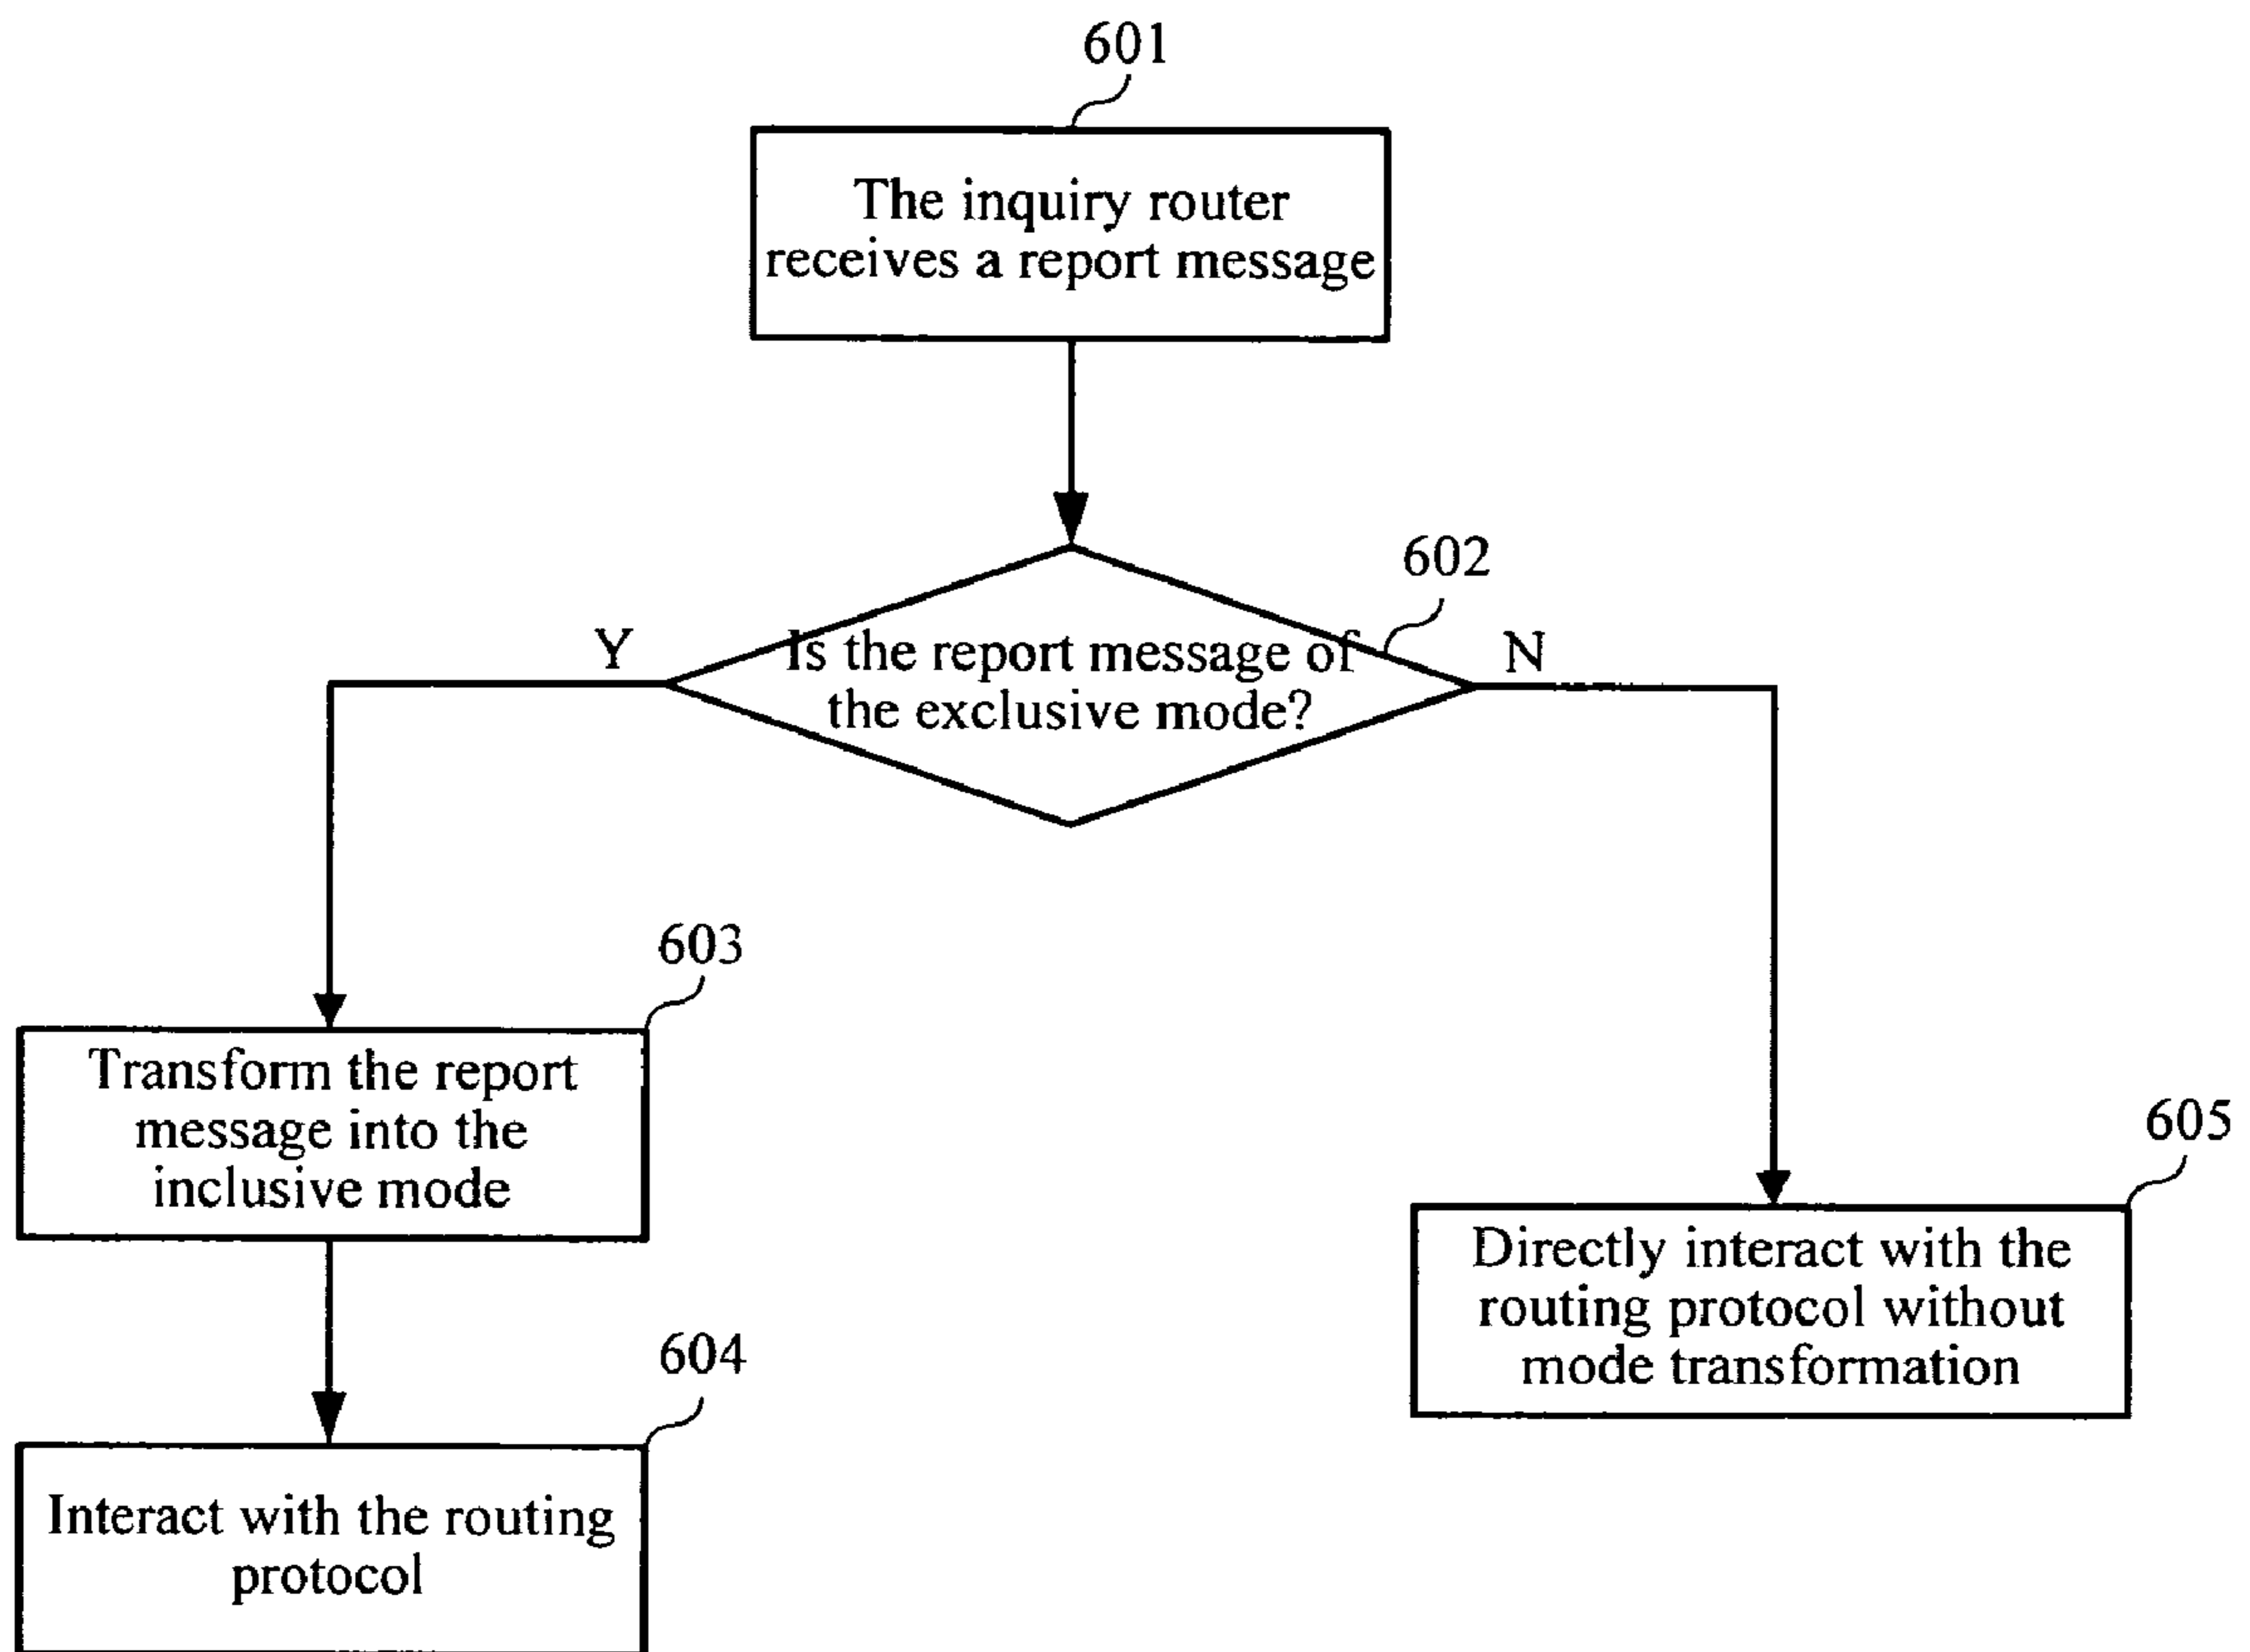 601
The inquiry router
receives a report message
602
Y
Is the report message of
the exclusive mode?
N
603
Transform the report
message into the
inclusive mode
605
Directly interact with the
routing protocol without
mode transformation
604
Interact with the routing
protocol